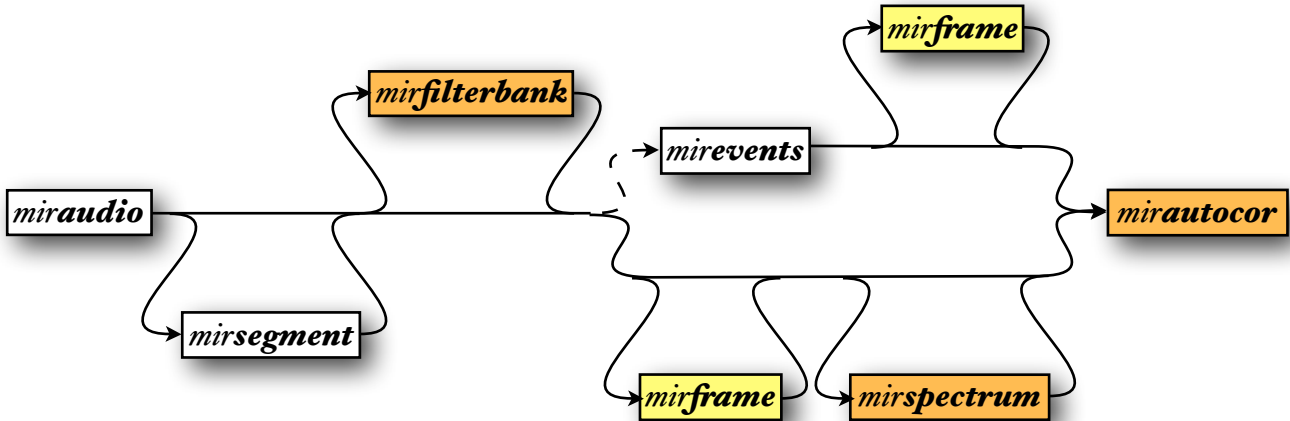 mirframe
mirfilterbank
mirevents
miraudio
mirautocor
mirsegment
mirframe
mirspectrum